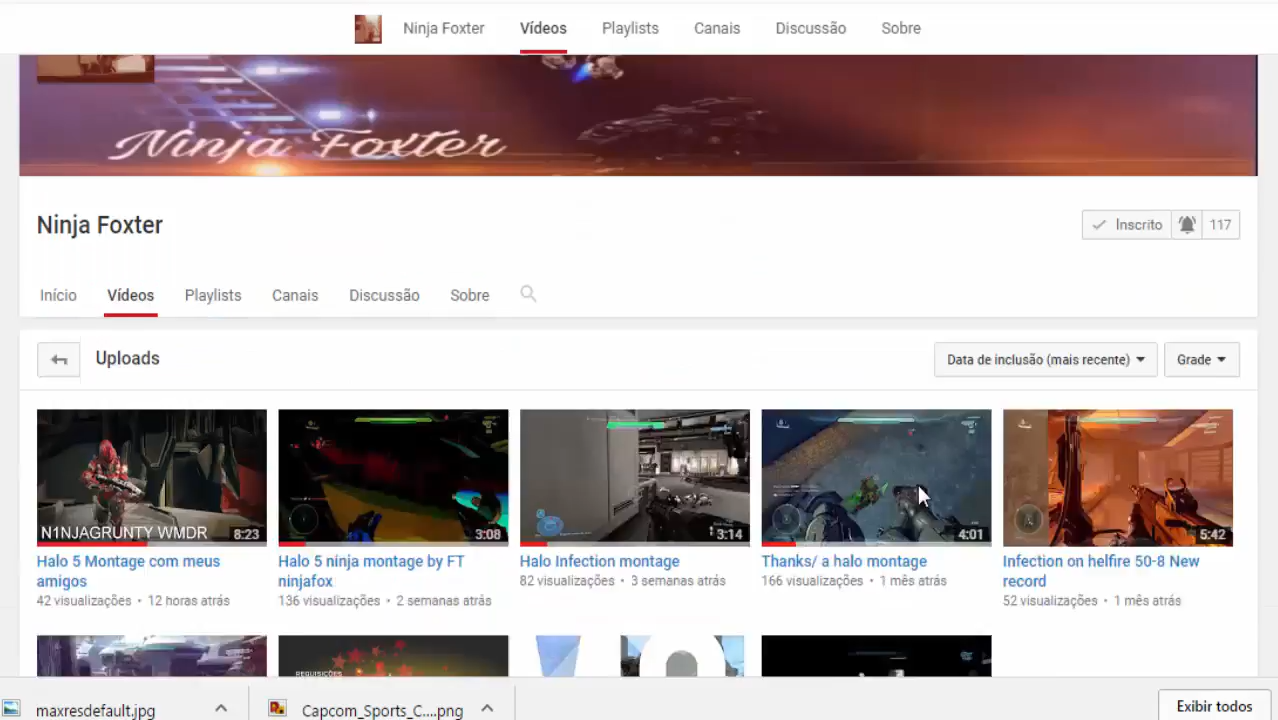 Ninja Foxter Vídeos Playlists Canais Discussão Sobre
Ninja Foxter
Ninja Foxter
Inscrito 117
Início Vídeos Playlists Canais Discussão Sobre
Uploads
Data de inclusão (mais recente) Grade
N1NJAGRUNTY WMDR 8:23 3:08 3:14 4:01 5:42
Halo 5 Montage com meus amigos
42 visualizações • 12 horas atrás
Halo 5 ninja montage by FT ninjafox
136 visualizações • 2 semanas atrás
Halo Infection montage
82 visualizações • 3 semanas atrás
Thanks/ a halo montage
166 visualizações • 1 mês atrás
Infection on helfire 50-8 New record
52 visualizações • 1 mês atrás
REQUISIÇÕES
maxresdefault.jpg Capcom_Sports_C....png Exibir todos